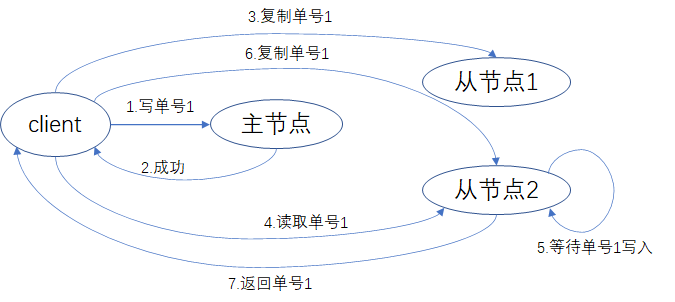 3.复制单号1
6.复制单号1
从节点1
client
1.写单号1
主节点
2.成功
从节点2
4.读取单号1
5.等待单号1写入
7.返回单号1